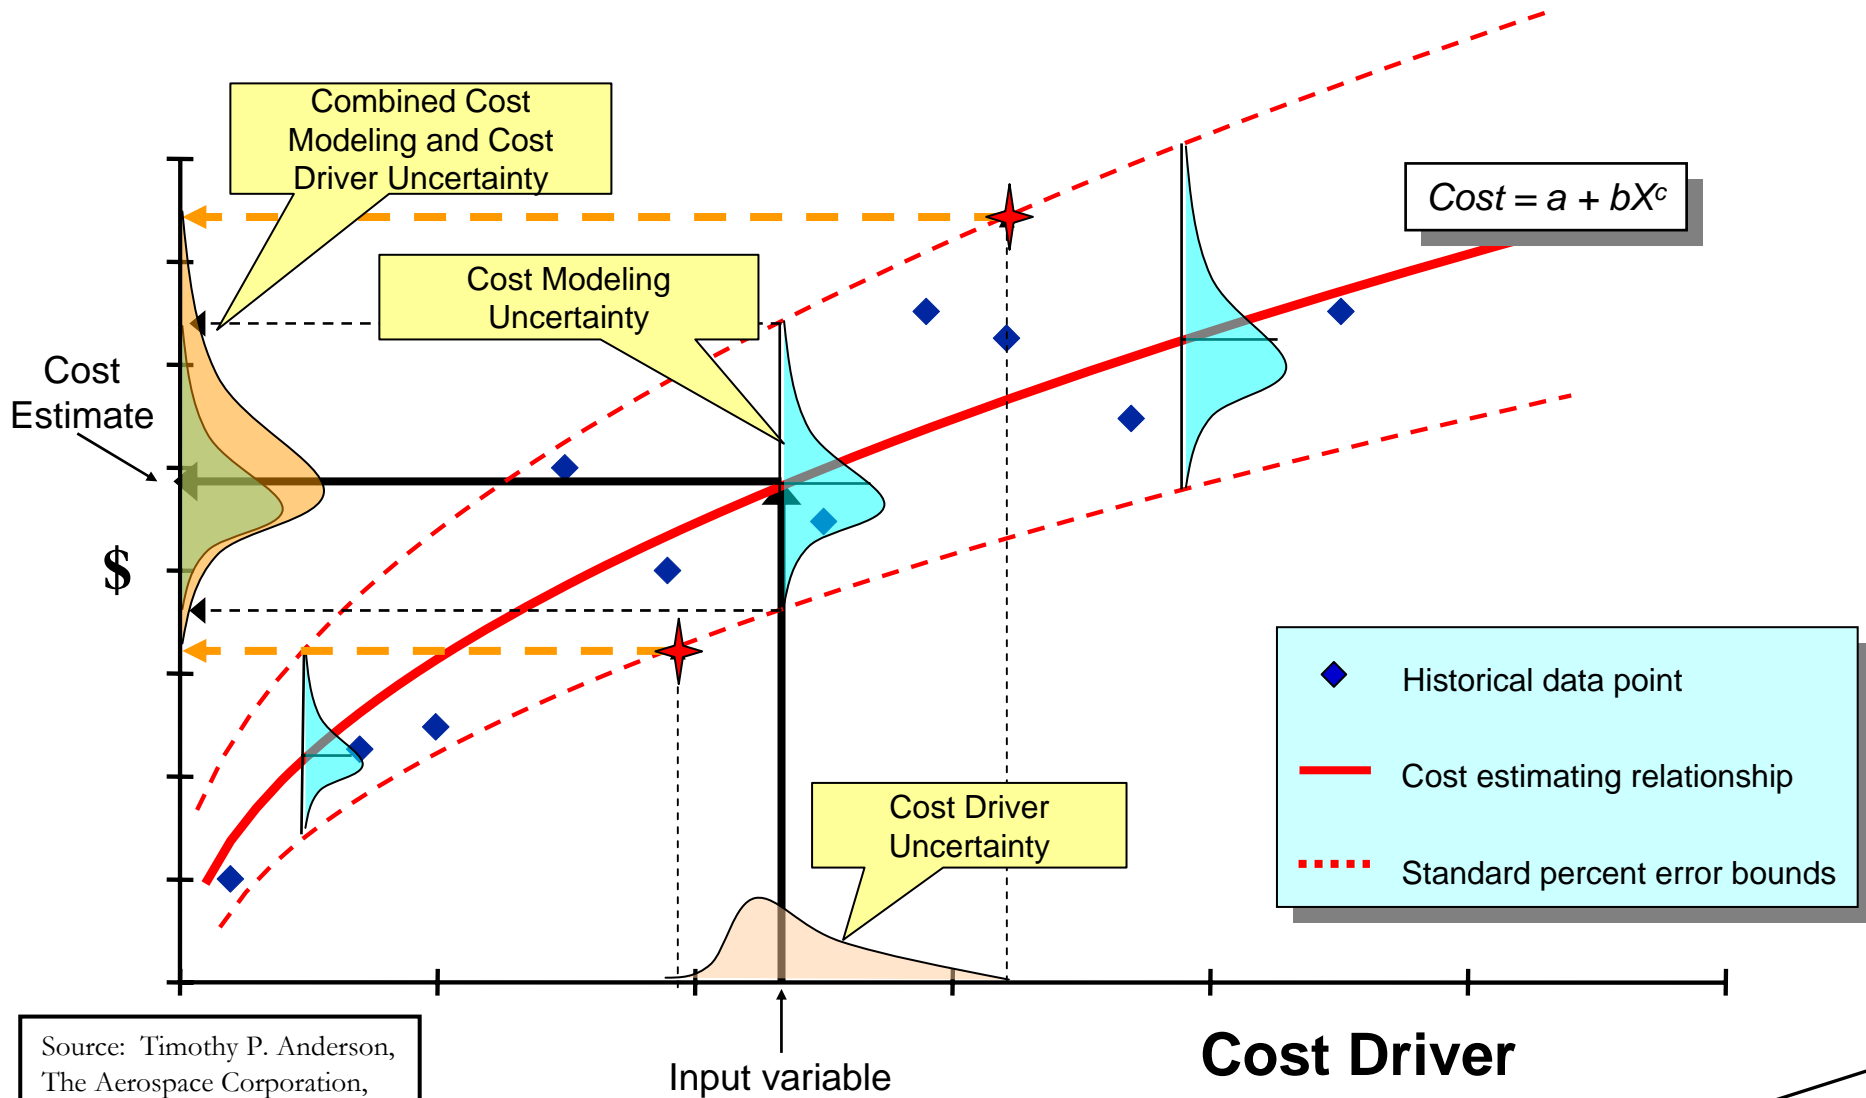 Combined Cost
Modeling and Cost
Driver Uncertainty
Cost = a + bXᶜ
Cost Modeling
Uncertainty
Cost
Estimate
$
Historical data point
Cost estimating relationship
Standard percent error bounds
Cost Driver
Uncertainty
Source: Timothy P. Anderson,
The Aerospace Corporation,
Input variable
Cost Driver